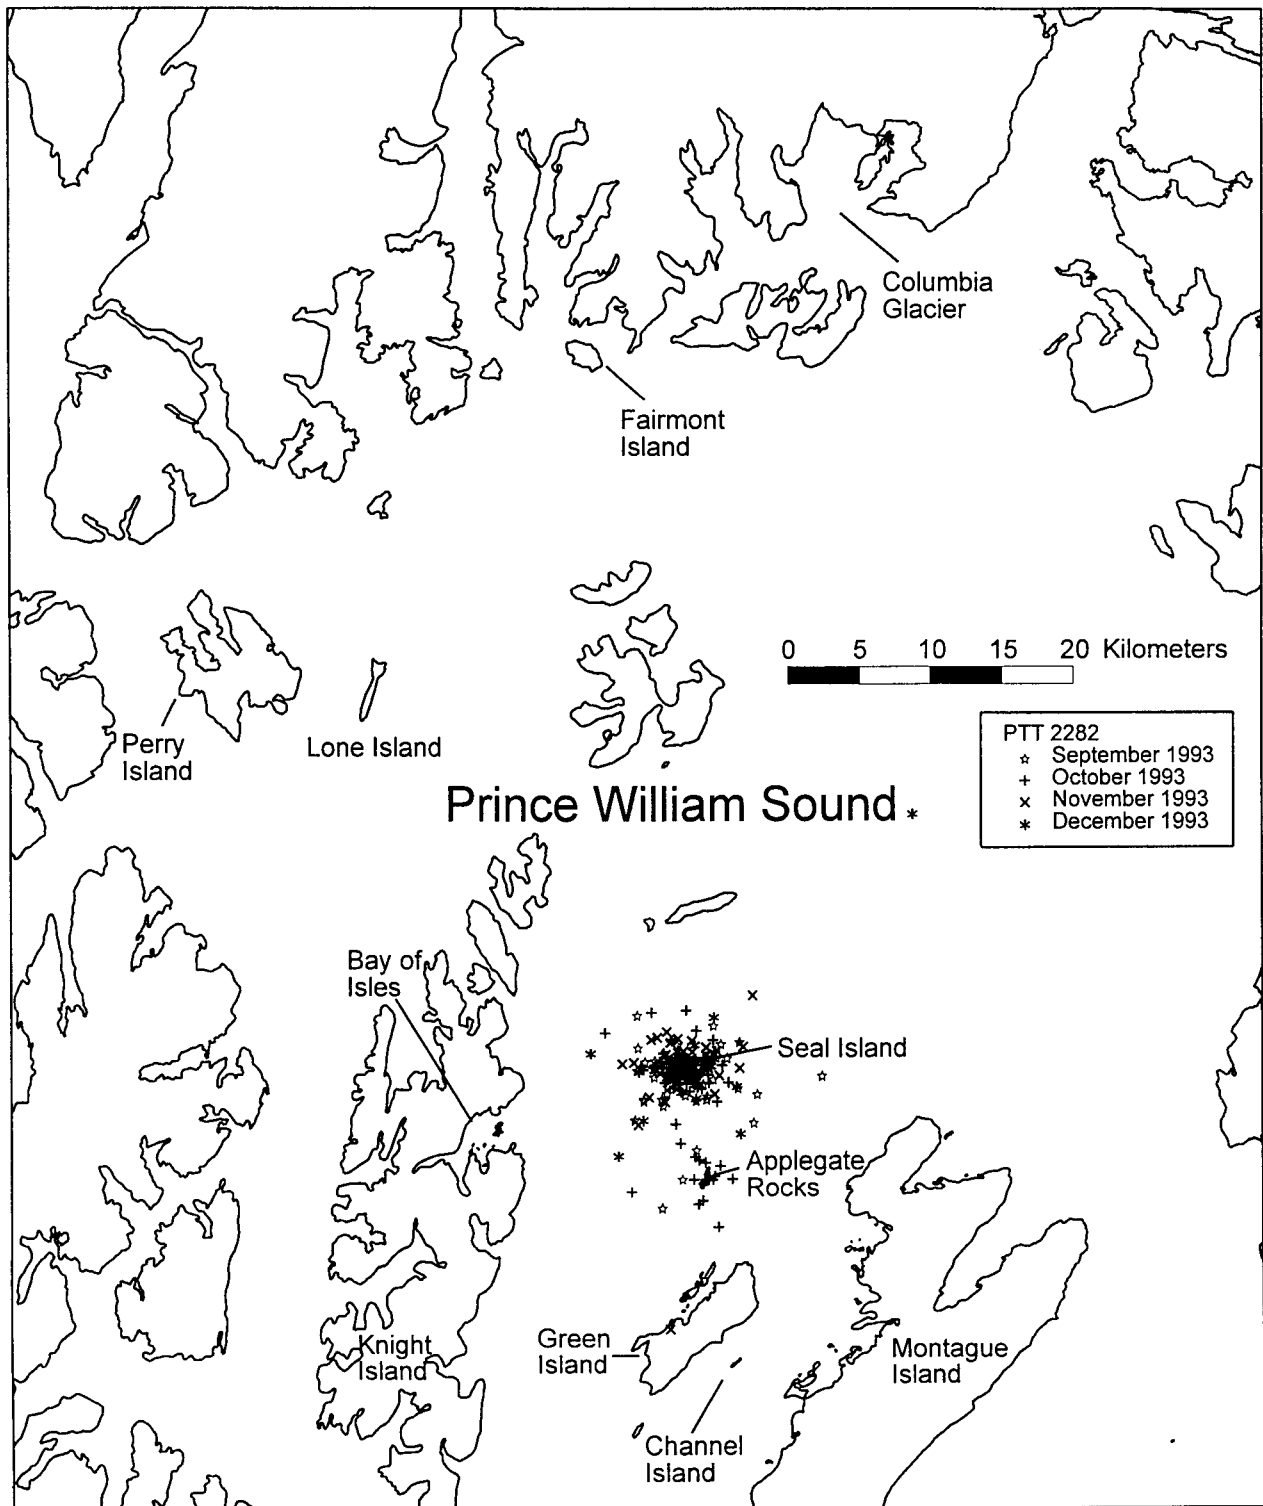 Columbia
Glacier
Fairmont
Island
0 5 10 15 20 Kilometers
PTT 2282
September 1993
October 1993
November 1993
December 1993
Perry
Island
Lone Island
Prince William Sound
Bay of
Isles
Seal Island
Applegate
Rocks
Knight
Island
Green
Island
Montague
Island
Channel
Island